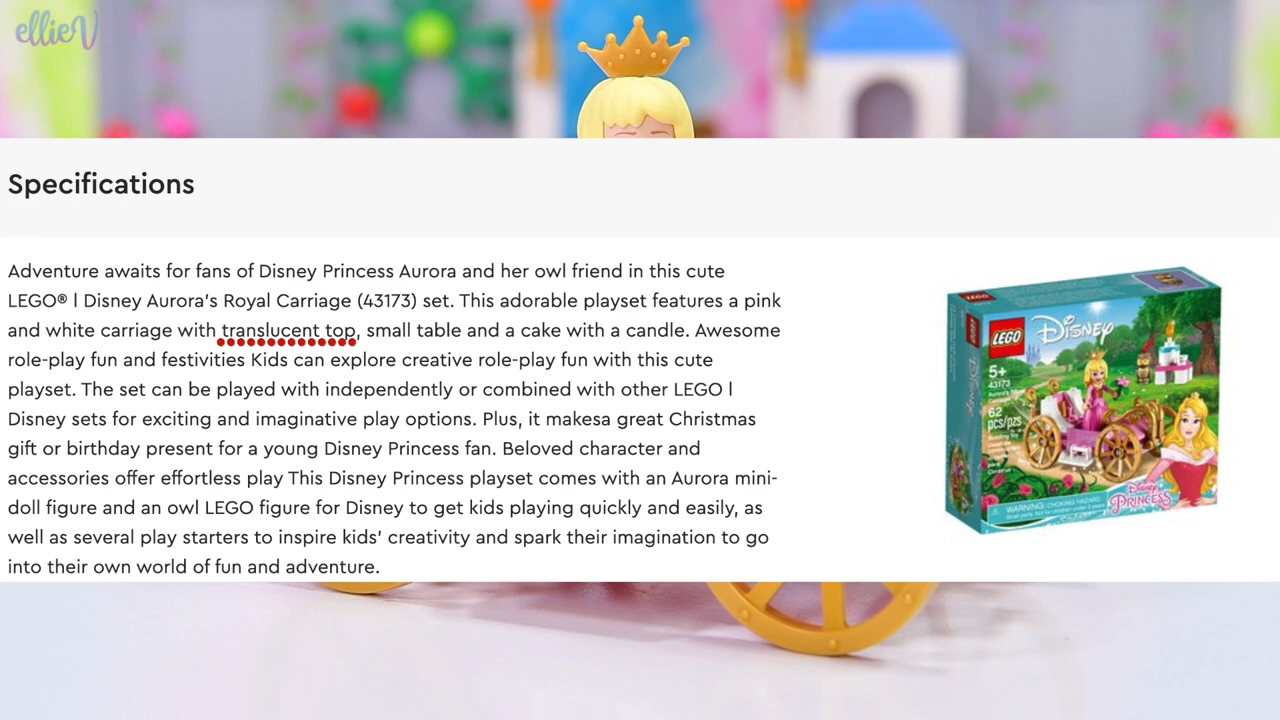 ellieV
Specifications
Adventure awaits for fans of Disney Princess Aurora and her owl friend in this cute
LEGO® l Disney Aurora's Royal Carriage (43173) set. This adorable playset features a pink
and white carriage with translucent top, small table and a cake with a candle. Awesome
role-play fun and festivities Kids can explore creative role-play fun with this cute
playset. The set can be played with independently or combined with other LEGO l
Disney sets for exciting and imaginative play options. Plus, it makesa great Christmas
gift or birthday present for a young Disney Princess fan. Beloved character and
accessories offer effortless play This Disney Princess playset comes with an Aurora mini-
doll figure and an owl LEGO figure for Disney to get kids playing quickly and easily, as
well as several play starters to inspire kids' creativity and spark their imagination to go
into their own world of fun and adventure.
LEGO
LEGO
LEGO
Disney
5+
43173
62
pcs/pzs
WARNING: CHOKING HAZARD
Disney
PRINCESS